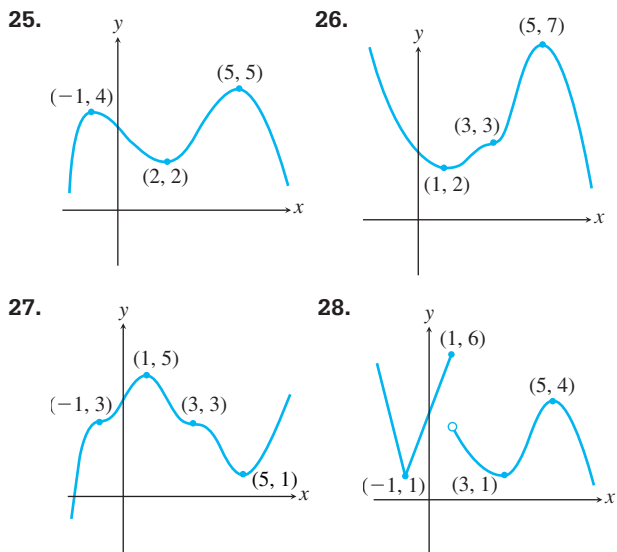 25.
y
(−1, 4)
(5, 5)
(2, 2)
x
26.
y
(5, 7)
(3, 3)
(1, 2)
x
27.
y
(1, 5)
(−1, 3)
(3, 3)
(5, 1)
x
28.
y
(1, 6)
(5, 4)
(−1, 1)
(3, 1)
x